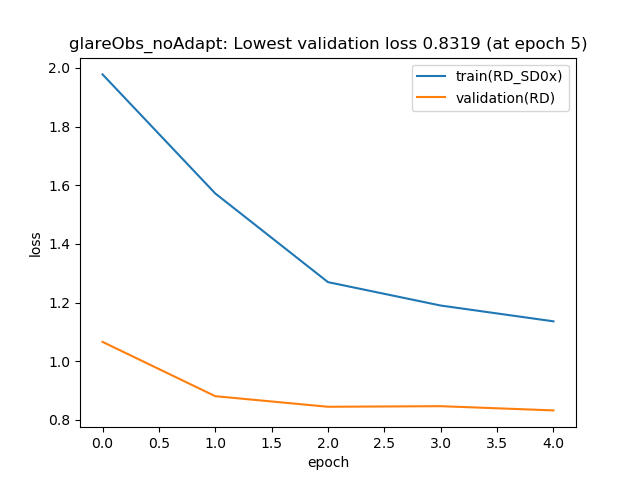 glareObs_noAdapt: Lowest validation loss 0.8319 (at epoch 5)
train(RD_SD0x)
validation(RD)
2.0
1.8
1.6
1.4
1.2
1.0
0.8
loss
0.0 0.5 1.0 1.5 2.0 2.5 3.0 3.5 4.0
epoch